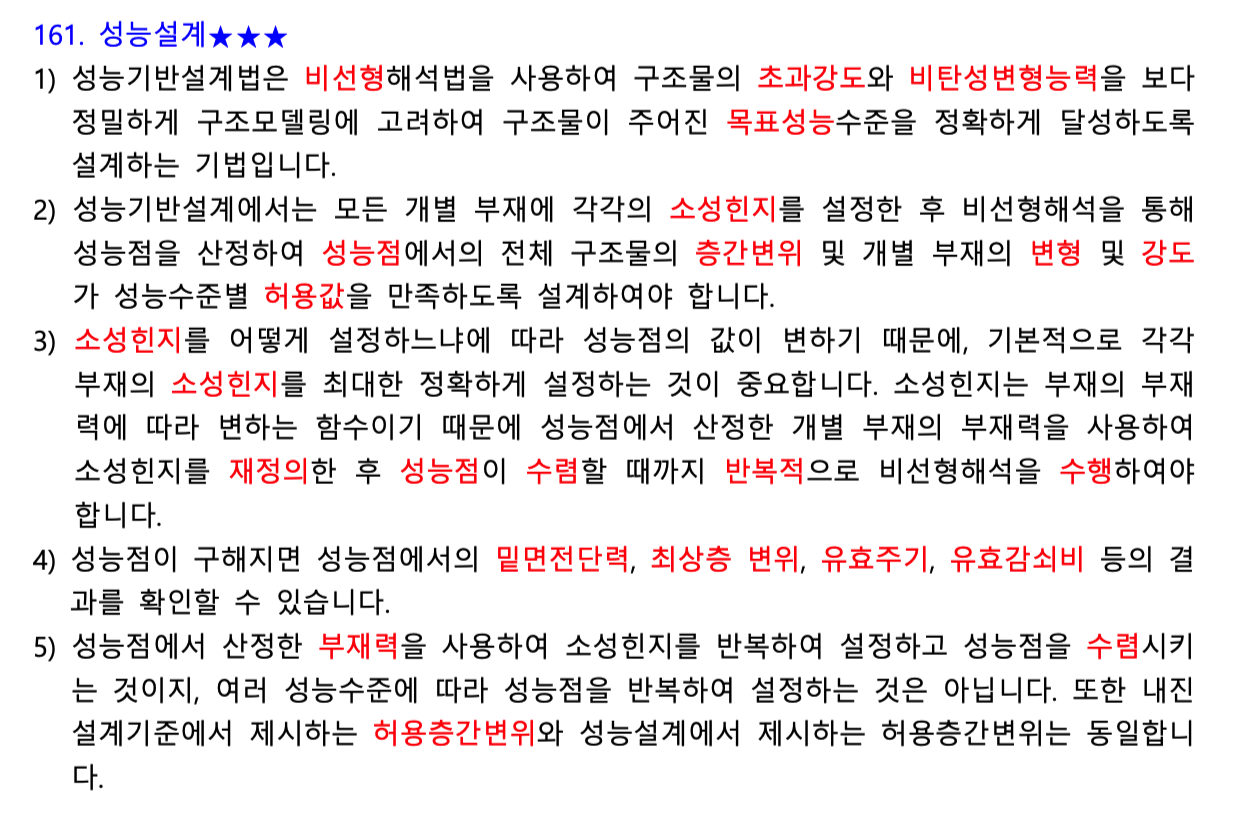 161. 성능설계★★★
1) 성능기반설계법은 비선형해석법을 사용하여 구조물의 초과강도와 비탄성변형능력을 보다
정밀하게 구조모델링에 고려하여 구조물이 주어진 목표성능수준을 정확하게 달성하도록
설계하는 기법입니다.
2) 성능기반설계에서는 모든 개별 부재에 각각의 소성힌지를 설정한 후 비선형해석을 통해
성능점을 산정하여 성능점에서의 전체 구조물의 층간변위 및 개별 부재의 변형 및 강도
가 성능수준별 허용값을 만족하도록 설계하여야 합니다.
3) 소성힌지를 어떻게 설정하느냐에 따라 성능점의 값이 변하기 때문에, 기본적으로 각각
부재의 소성힌지를 최대한 정확하게 설정하는 것이 중요합니다. 소성힌지는 부재의 부재
력에 따라 변하는 함수이기 때문에 성능점에서 산정한 개별 부재의 부재력을 사용하여
소성힌지를 재정의한 후 성능점이 수렴할 때까지 반복적으로 비선형해석을 수행하여야
합니다.
4) 성능점이 구해지면 성능점에서의 밑면전단력, 최상층 변위, 유효주기, 유효감쇠비 등의 결
과를 확인할 수 있습니다.
5) 성능점에서 산정한 부재력을 사용하여 소성힌지를 반복하여 설정하고 성능점을 수렴시키
는 것이지, 여러 성능수준에 따라 성능점을 반복하여 설정하는 것은 아닙니다. 또한 내진
설계기준에서 제시하는 허용층간변위와 성능설계에서 제시하는 허용층간변위는 동일합니
다.